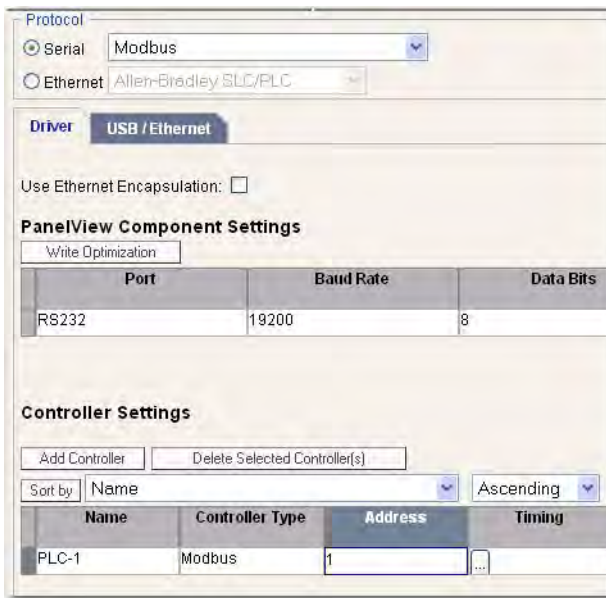 Protocol
Serial Modbus
Ethernet Allen-Bradley SLC/PLC
Driver USB / Ethernet
Use Ethernet Encapsulation:
PanelView Component Settings
Write Optimization
Port Baud Rate Data Bits
RS232 19200 8
Controller Settings
Add Controller Delete Selected Controller(s)
Sort by Name Ascending
Name Controller Type Address Timing
PLC-1 Modbus 1 ...